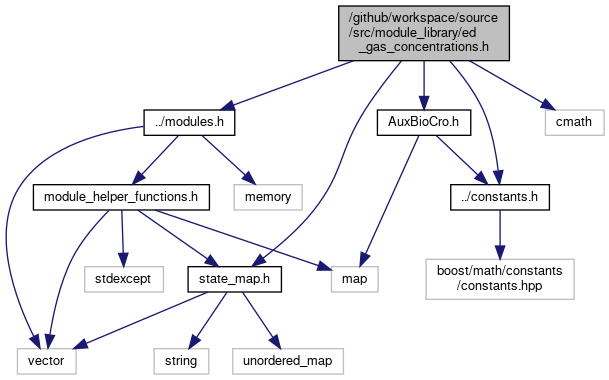 /github/workspace/source
/src/module_library/ed
_gas_concentrations.h
../modules.h
AuxBioCro.h
cmath
module_helper_functions.h
memory
../constants.h
stdexcept
state_map.h
map
boost/math/constants
/constants.hpp
vector
string
unordered_map